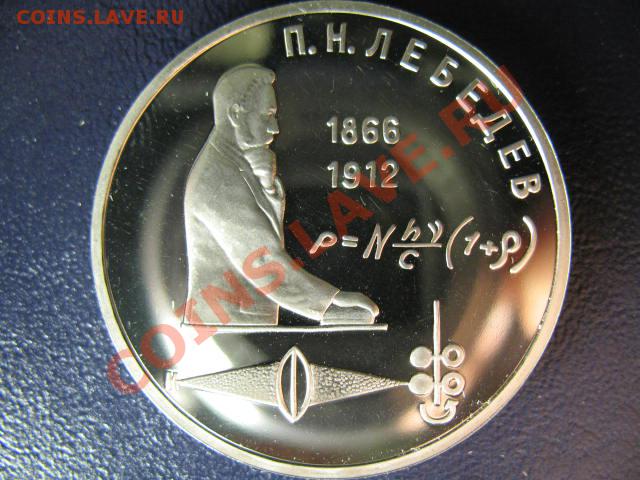 COINS.LAVE.RU
П. Н. ЛЕБЕДЕВ
1866
1912
p = N hν/c (1+ρ)
COINS.LAVE.RU